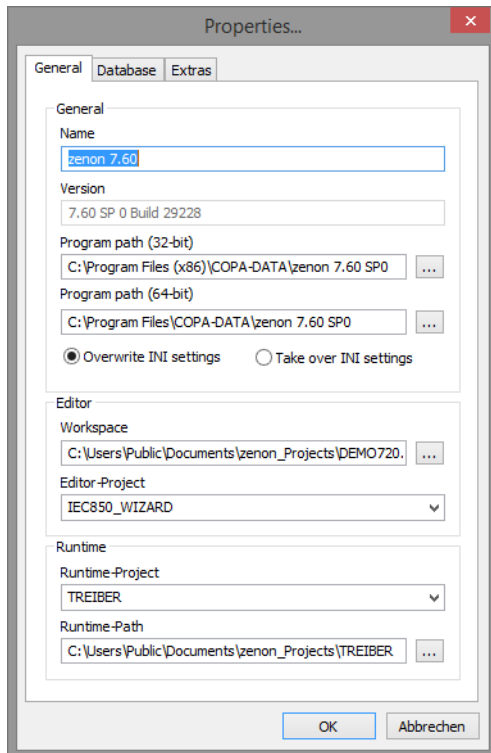 Properties...
General Database Extras
General
Name
zenon 7.60
Version
7.60 SP 0 Build 29228
Program path (32-bit)
C:\Program Files (x86)\COPA-DATA\zenon 7.60 SP0 ...
Program path (64-bit)
C:\Program Files\COPA-DATA\zenon 7.60 SP0 ...
Overwrite INI settings Take over INI settings
Editor
Workspace
C:\Users\Public\Documents\zenon_Projects\DEMO720. ...
Editor-Project
IEC850_WIZARD
Runtime
Runtime-Project
TREIBER
Runtime-Path
C:\Users\Public\Documents\zenon_Projects\TREIBER ...
OK Abbrechen